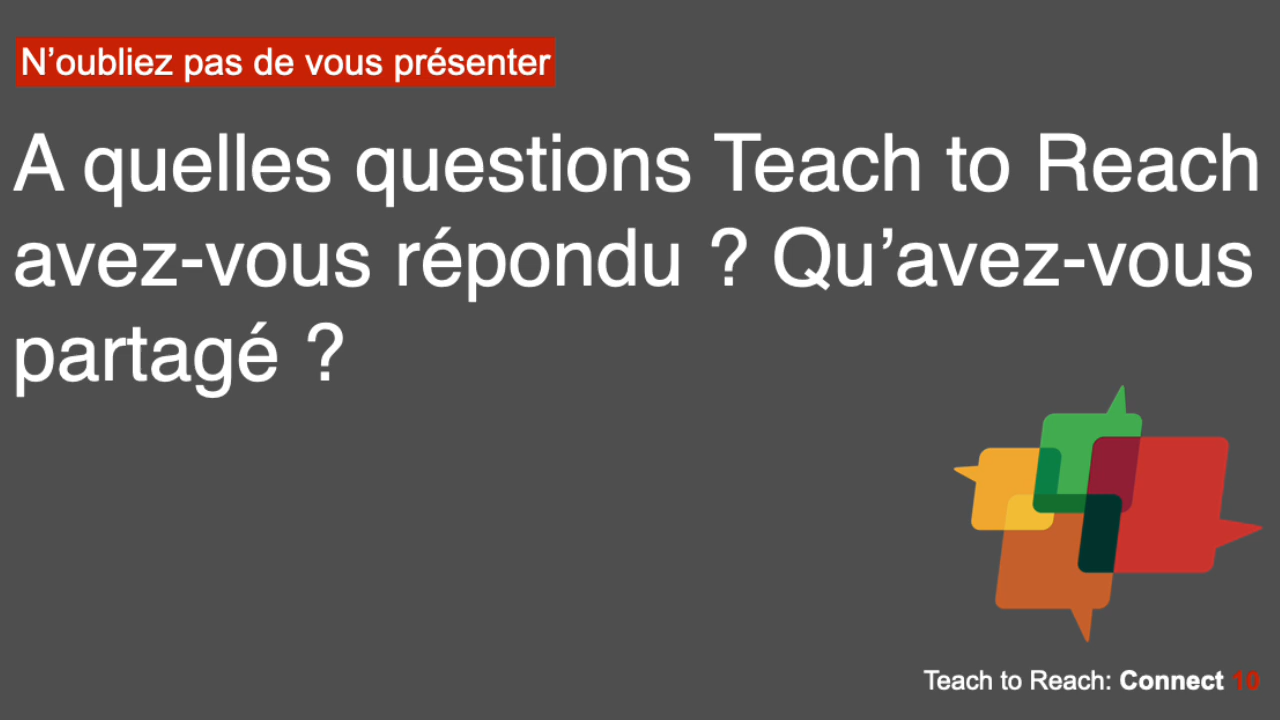 N’oubliez pas de vous présenter
A quelles questions Teach to Reach
avez-vous répondu ? Qu’avez-vous
partagé ?
Teach to Reach: Connect 10